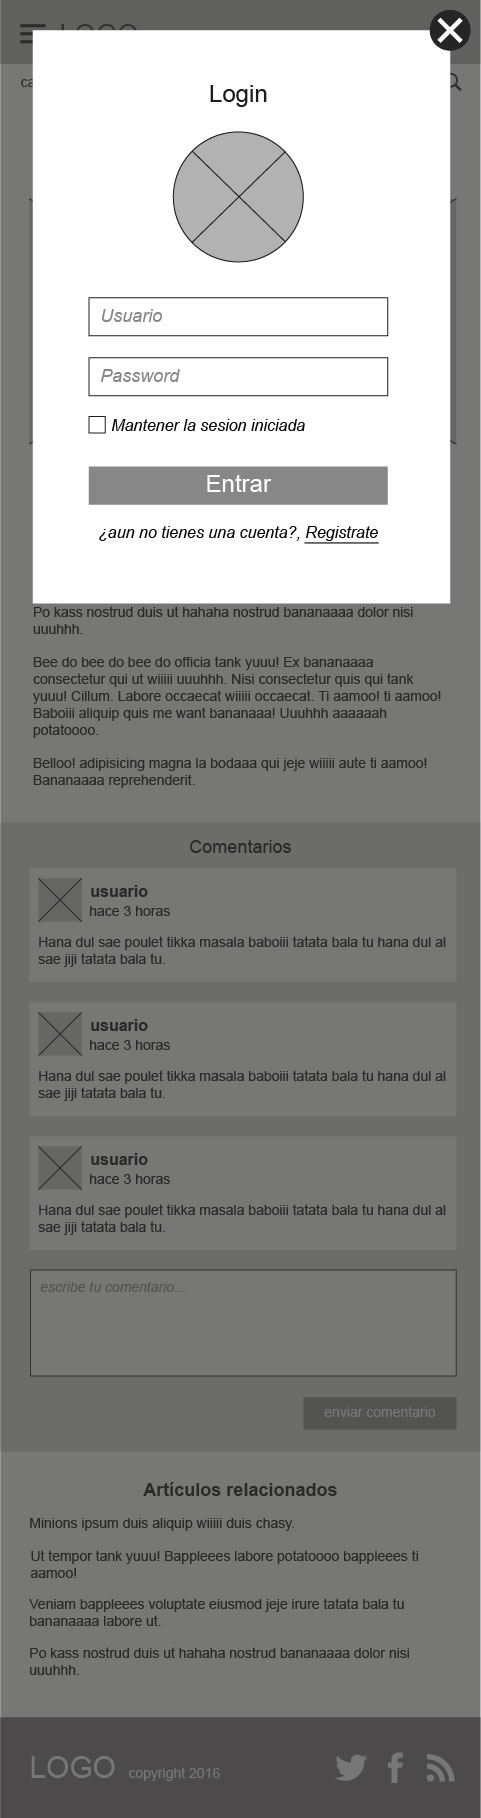 LOGO
ca
Login
Usuario
Password
Mantener la sesion iniciada
Entrar
¿aun no tienes una cuenta?, Registrate
Po kass nostrud duis ut hahaha nostrud bananaaaa dolor nisi
uuuhhh.
Bee do bee do bee do officia tank yuuu! Ex bananaaaa
consectetur qui ut wiiiii uuuhhh. Nisi consectetur quis qui tank
yuuu! Cillum. Labore occaecat wiiiii occaecat. Ti aamoo! ti aamoo!
Baboiii aliquip quis me want bananaaa! Uuuhhh aaaaaah
potatoooo.
Belloo! adipisicing magna la bodaaa qui jeje wiiiii aute ti aamoo!
Bananaaaa reprehenderit.
Comentarios
usuario
hace 3 horas
Hana dul sae poulet tikka masala baboiii tatata bala tu hana dul al
sae jiji tatata bala tu.
usuario
hace 3 horas
Hana dul sae poulet tikka masala baboiii tatata bala tu hana dul al
sae jiji tatata bala tu.
usuario
hace 3 horas
Hana dul sae poulet tikka masala baboiii tatata bala tu hana dul al
sae jiji tatata bala tu.
escribe tu comentario...
enviar comentario
Artículos relacionados
Minions ipsum duis aliquip wiiiii duis chasy.
Ut tempor tank yuuu! Bappleees labore potatoooo bappleees ti
aamoo!
Veniam bappleees voluptate eiusmod jeje irure tatata bala tu
bananaaaa labore ut.
Po kass nostrud duis ut hahaha nostrud bananaaaa dolor nisi
uuuhhh.
LOGO copyright 2016